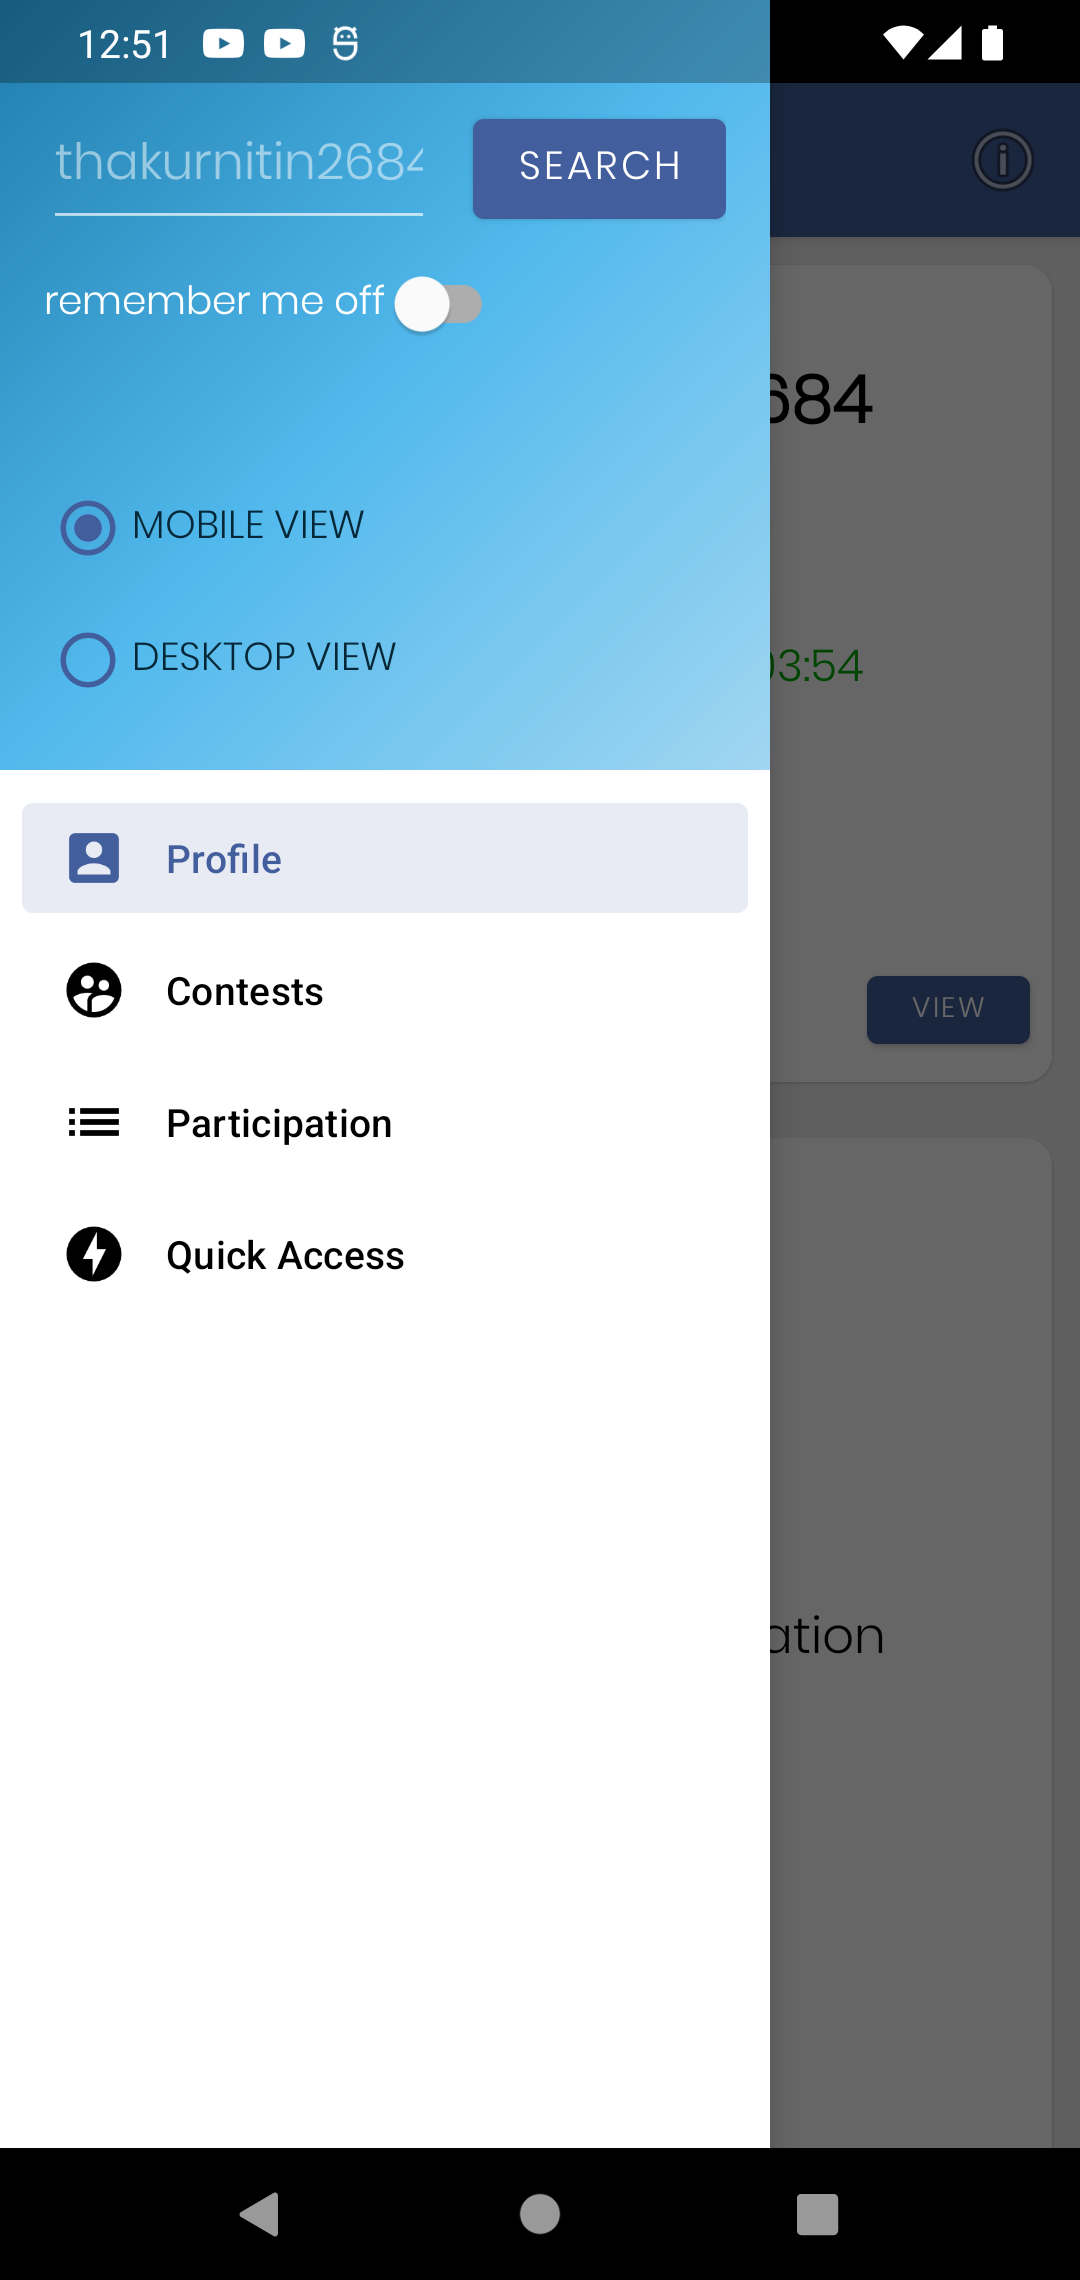 12:51
thakurnitin2684
SEARCH
remember me off
684
MOBILE VIEW
DESKTOP VIEW
03:54
Profile
Contests
VIEW
Participation
Quick Access
ation